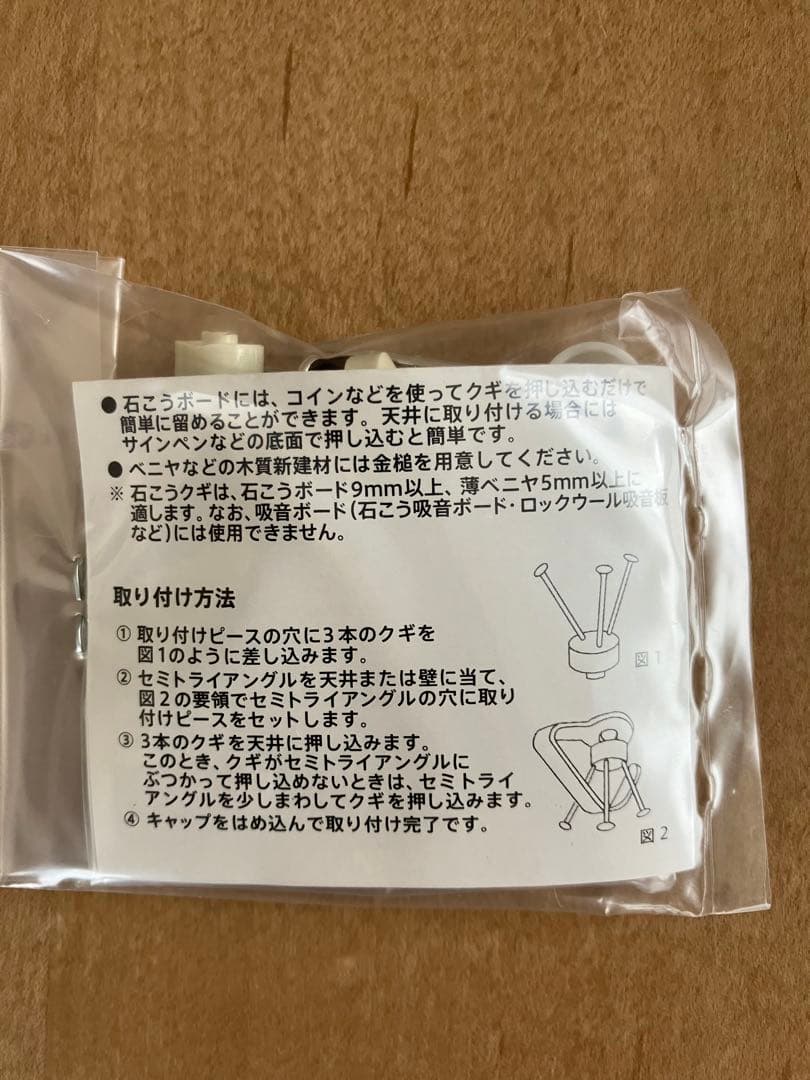 ● 石こうボードには、コインなどを使ってクギを押し込むだけで
簡単に留めることができます。天井に取り付ける場合には
サインペンなどの底面で押し込むと簡単です。
● ベニヤなどの木質新建材には金槌を用意してください。
※ 石こうクギは、石こうボード9mm以上、薄ベニヤ5mm以上に
適します。なお、吸音ボード(石こう吸音ボード・ロックウール吸音板
など)には使用できません。
取り付け方法
① 取り付けピースの穴に3本のクギを
図1のように差し込みます。
図1
② セミトライアングルを天井または壁に当て、
図2の要領でセミトライアングルの穴に取り
付けピースをセットします。
③ 3本のクギを天井に押し込みます。
このとき、クギがセミトライアングルに
ぶつかって押し込めないときは、セミトライ
アングルを少しまわしてクギを押し込みます。
④ キャップをはめ込んで取り付け完了です。
図2